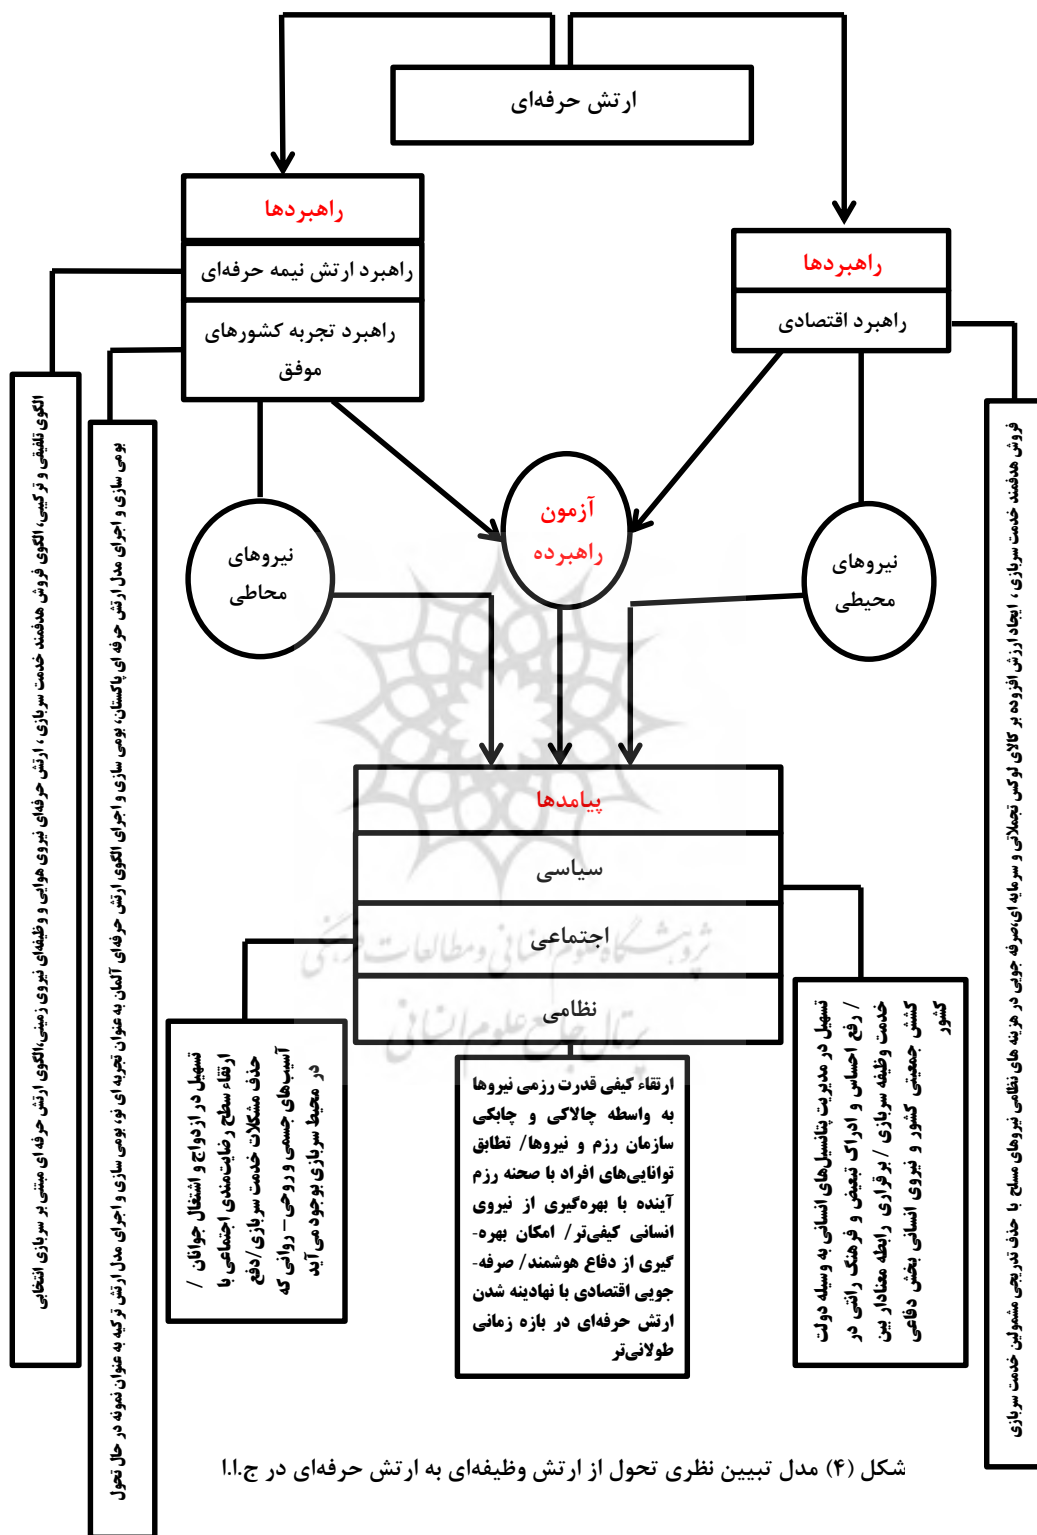 ارتش حرفه‌ای
راهبردها
راهبرد اقتصادی
راهبردها
راهبرد ارتش نیمه حرفه‌ای
راهبرد تجربه کشورهای
موفق
فروش هدفمند خدمت سربازی ، ایجاد ارزش افزوده بر کالای لوکس تجملاتی و سرمایه ای،صرفه جویی در هزینه های نظامی نیروهای مسلح با حذف تدریجی مشمولین خدمت سربازی
الگوی تلفیقی و ترکیبی، الگوی فروش هدفمند خدمت سربازی ، ارتش حرفه‌ای نیروی هوایی و وظیفه‌ای نیروی زمینی،الگوی ارتش حرفه ای مبتنی بر سربازی انتخابی
بومی سازی و اجرای مدل ارتش حرفه ای پاکستان، بومی سازی و اجرای الگوی ارتش حرفه‌ای آلمان به عنوان تجربه ای نو، بومی سازی و اجرای مدل ارتش ترکیه به عنوان نمونه در حال تحول
نیروهای
محیطی
آزمون
راهبرده
نیروهای
محاطی
پیامدها
سیاسی
اجتماعی
نظامی
پژوهشگاه علوم انسانی و مطالعات فرهنگی
پرتال جامع علوم انسانی
تسهیل در مدیریت پتانسیل‌های انسانی به وسیله دولت
/ رفع احساس و ادراک تبعیض و فرهنگ رانتی در
خدمت وظیفه سربازی / برقراری رابطه معنادار بین
کشش جمعیتی کشور و نیروی انسانی بخش دفاعی
کشور
ارتقاء کیفی قدرت رزمی نیروها
به واسطه چالاکی و چابکی
سازمان رزم و نیروها/ تطابق
توانایی‌های افراد با صحنه رزم
آینده با بهره‌گیری از نیروی
انسانی کیفی‌تر/ امکان بهره-
گیری از دفاع هوشمند/ صرفه-
جویی اقتصادی با نهادینه شدن
ارتش حرفه‌ای در بازه زمانی
طولانی‌تر
تسهیل در ازدواج و اشتغال جوانان /
ارتقاء سطح رضایت‌مندی اجتماعی با
حذف مشکلات خدمت سربازی/دفع
آسیب‌های جسمی و روحی– روانی که
در محیط سربازی بوجود می آید
شکل (۴) مدل تبیین نظری تحول از ارتش وظیفه‌ای به ارتش حرفه‌ای در ج.ا.ا